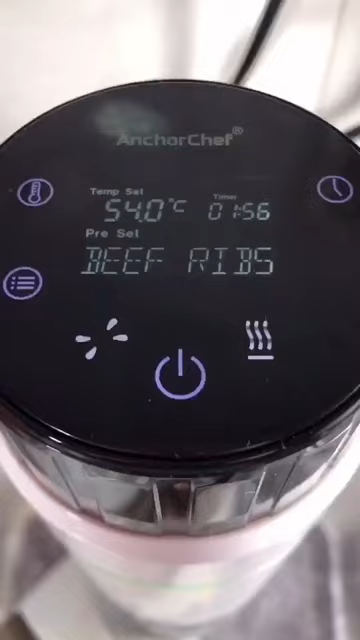 AnchorChef®
Temp Set
Timer
54.0°C 01:56
Pre Set
BEEF RIBS